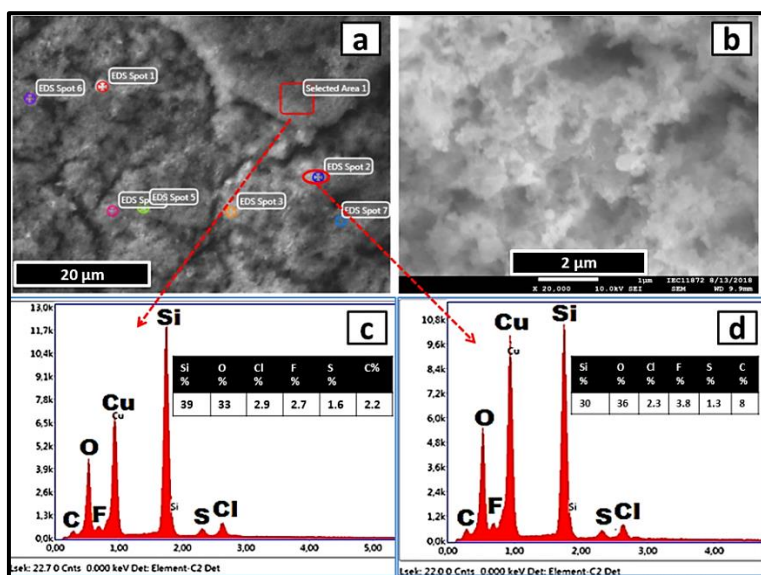 a
EDS Spot 6
EDS Spot 1
Selected Area 1
EDS Spot 2
EDS Spot 5
EDS Spot 3
EDS Spot 7
20 μm
b
2 μm
1μm IEC11872 8/13/2018
X 20,000 10.0kV SEI SEM WD 9.9mm
c
13,0k
11,7k
10,4k
9,1k
7,8k
6,5k
5,2k
3,9k
2,6k
1,3k
0,0k
Si
Cu
Cu
O
C
F
Si
S
Cl
Si % O % Cl % F % S % C%
39 33 2.9 2.7 1.6 2.2
0,00 1,00 2,00 3,00 4,00 5,00
Lsek: 22.7 0 Cnts 0.000 keV Det: Element-C2 Det
d
10,8k
9,6k
8,4k
7,2k
6,0k
4,8k
3,6k
2,4k
1,2k
0,0k
Si
Cu
Cu
O
C
F
Si
S
Cl
Si % O % Cl % F % S % C %
30 36 2.3 3.8 1.3 8
0,00 1,00 2,00 3,00 4,00
Lsek: 22.0 0 Cnts 0.000 keV Det: Element-C2 Det